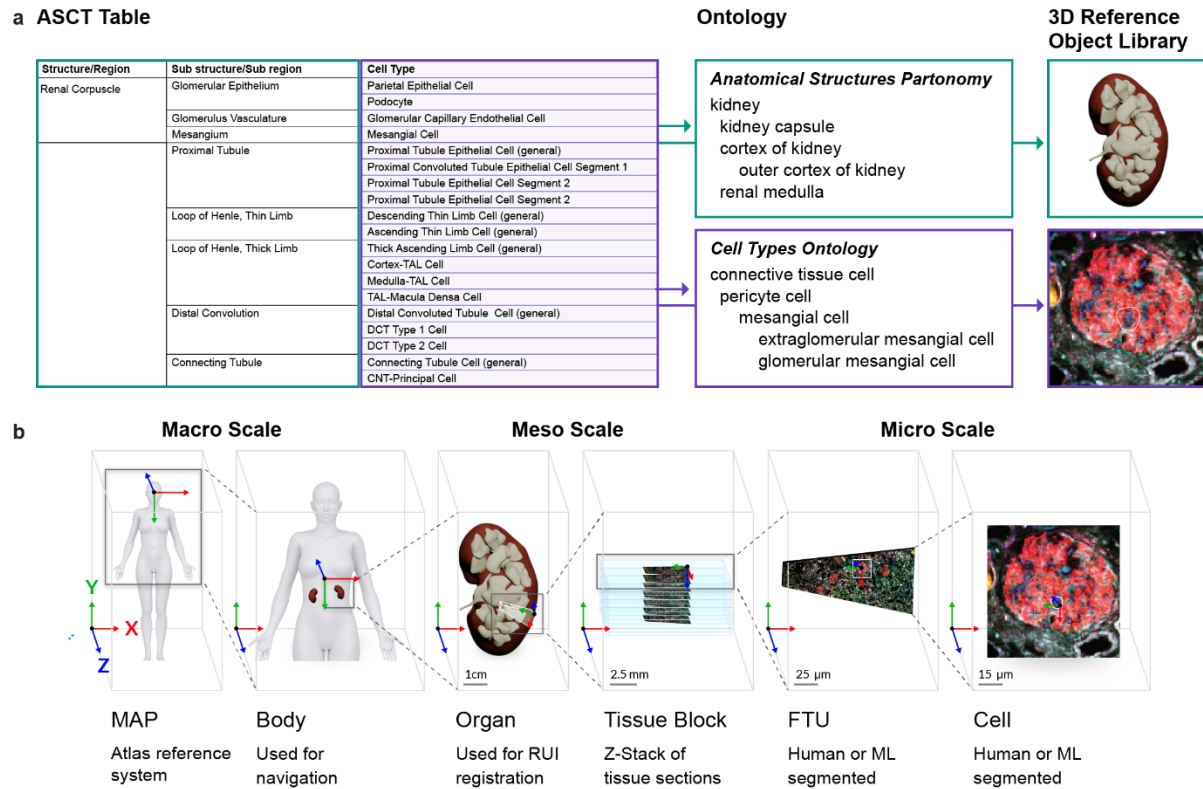 a ASCT Table
Ontology
3D Reference
Object Library
Structure/Region Sub structure/Sub region Cell Type
Renal Corpuscle Glomerular Epithelium Parietal Epithelial Cell
Podocyte
Glomerulus Vasculature Glomerular Capillary Endothelial Cell
Mesangium Mesangial Cell
Proximal Tubule Proximal Tubule Epithelial Cell (general)
Proximal Convoluted Tubule Epithelial Cell Segment 1
Proximal Tubule Epithelial Cell Segment 2
Proximal Tubule Epithelial Cell Segment 2
Loop of Henle, Thin Limb Descending Thin Limb Cell (general)
Ascending Thin Limb Cell (general)
Loop of Henle, Thick Limb Thick Ascending Limb Cell (general)
Cortex-TAL Cell
Medulla-TAL Cell
TAL-Macula Densa Cell
Distal Convolution Distal Convoluted Tubule Cell (general)
DCT Type 1 Cell
DCT Type 2 Cell
Connecting Tubule Connecting Tubule Cell (general)
CNT-Principal Cell
Anatomical Structures Partonomy
kidney
kidney capsule
cortex of kidney
outer cortex of kidney
renal medulla
Cell Types Ontology
connective tissue cell
pericyte cell
mesangial cell
extraglomerular mesangial cell
glomerular mesangial cell
b
Macro Scale Meso Scale Micro Scale
Y
X
Z
1cm
2.5 mm
25 µm
15 µm
MAP
Atlas reference
system
Body
Used for
navigation
Organ
Used for RUI
registration
Tissue Block
Z-Stack of
tissue sections
FTU
Human or ML
segmented
Cell
Human or ML
segmented